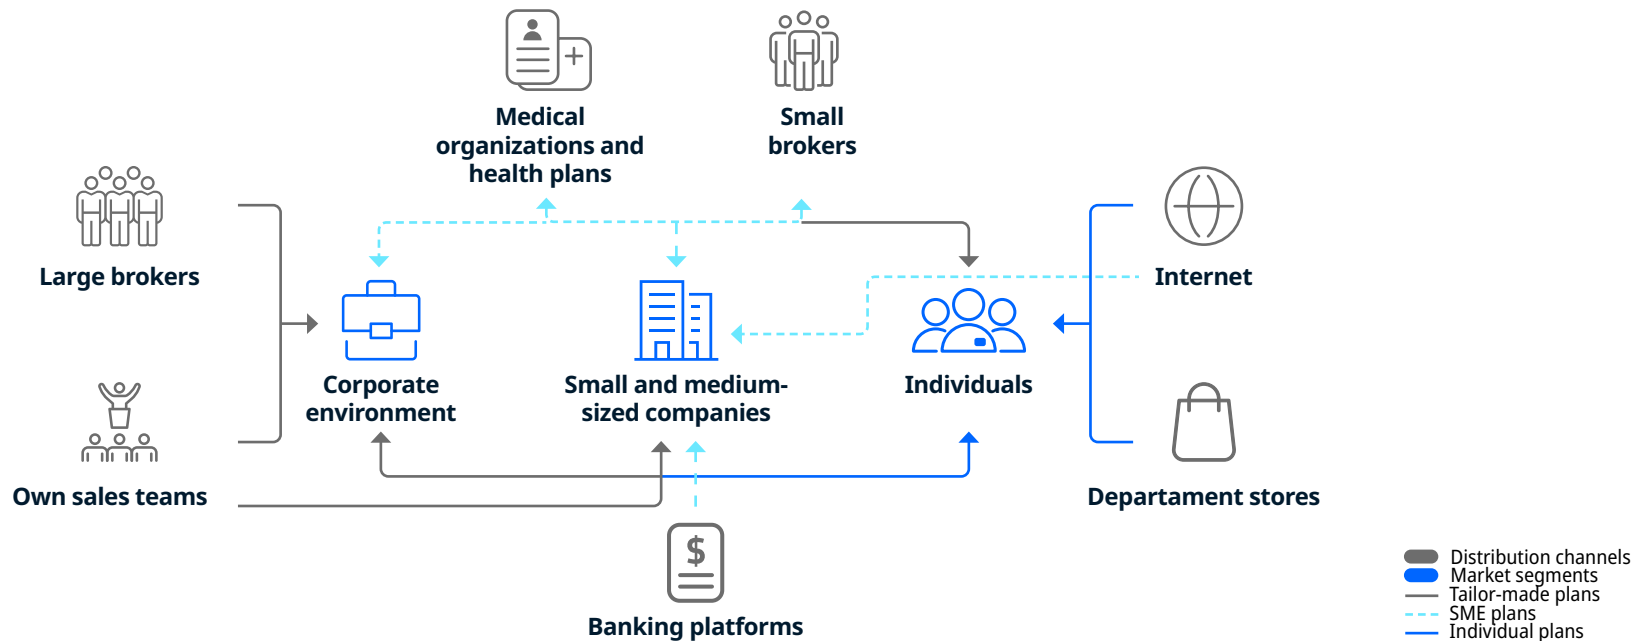 Medical
organizations and
health plans
Small
brokers
Large brokers
Internet
Corporate
environment
Small and medium-
sized companies
Individuals
Own sales teams
Departament stores
$
Banking platforms
Distribution channels
Market segments
Tailor-made plans
SME plans
Individual plans